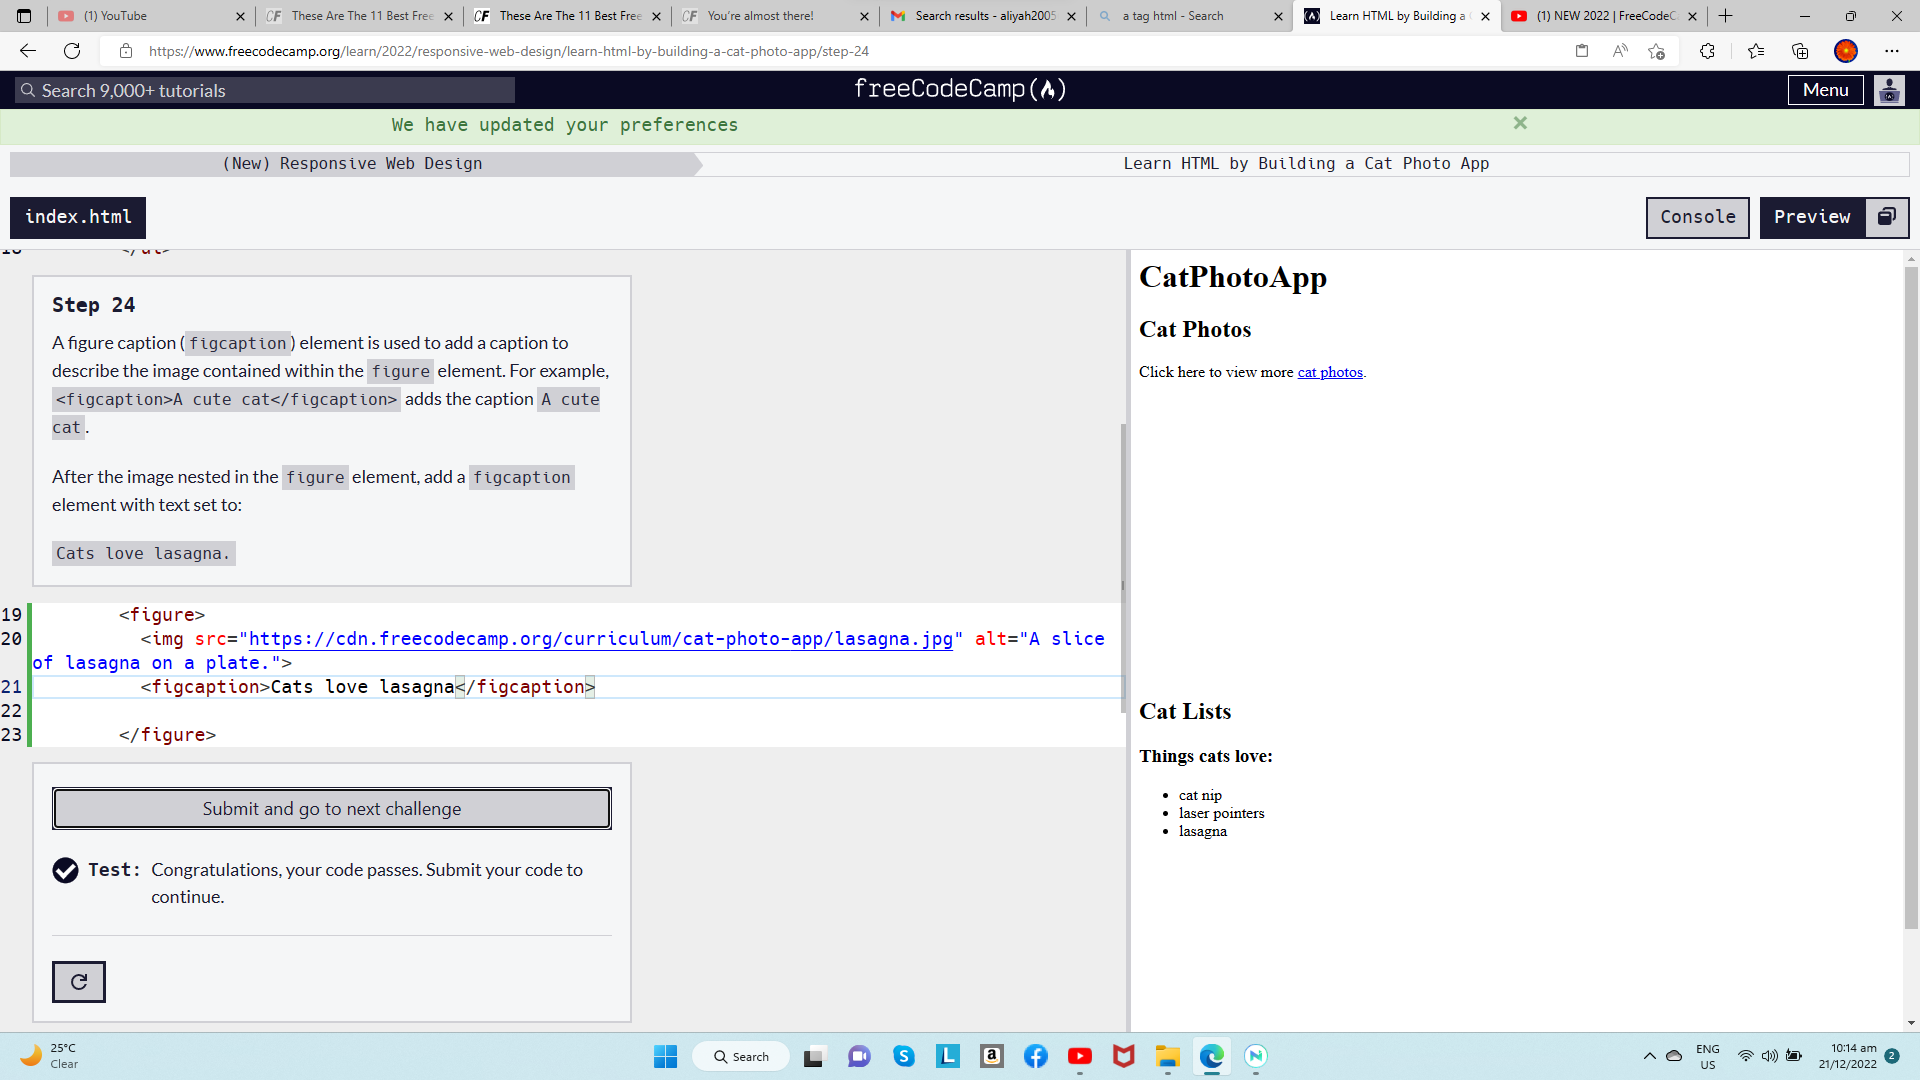 (1) YouTube
These Are The 11 Best Free
These Are The 11 Best Free
You're almost there!
Search results - aliyah2005
a tag html - Search
Learn HTML by Building a
(1) NEW 2022 | FreeCodeC
https://www.freecodecamp.org/learn/2022/responsive-web-design/learn-html-by-building-a-cat-photo-app/step-24
Search 9,000+ tutorials
freeCodeCamp
Menu
We have updated your preferences
(New) Responsive Web Design
Learn HTML by Building a Cat Photo App
index.html
Console
Preview
Step 24
A figure caption (figcaption) element is used to add a caption to
describe the image contained within the figure element. For example,
<figcaption>A cute cat</figcaption> adds the caption A cute
cat.
After the image nested in the figure element, add a figcaption
element with text set to:
Cats love lasagna.
19 <figure>
20 <img src="https://cdn.freecodecamp.org/curriculum/cat-photo-app/lasagna.jpg" alt="A slice
of lasagna on a plate.">
21 <figcaption>Cats love lasagna</figcaption>
22
23 </figure>
Submit and go to next challenge
Test: Congratulations, your code passes. Submit your code to
continue.
CatPhotoApp
Cat Photos
Click here to view more cat photos.
Cat Lists
Things cats love:
• cat nip
• laser pointers
• lasagna
25°C
Clear
Search
ENG
US
10:14 am
21/12/2022
2